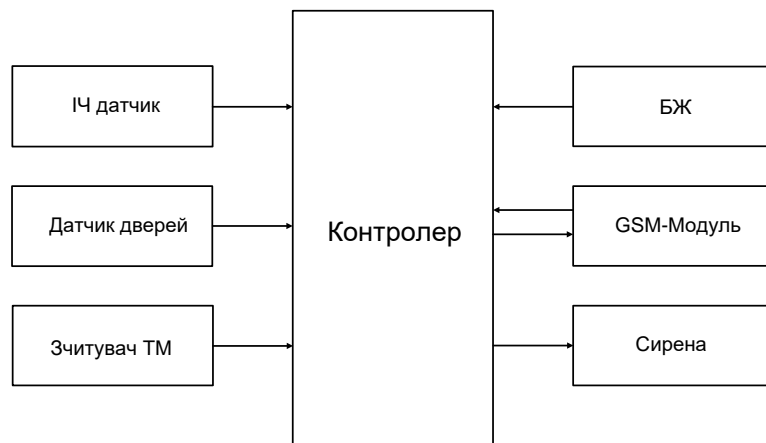 ІЧ датчик
Датчик дверей
Зчитувач ТМ
Контролер
БЖ
GSM-Модуль
Сирена